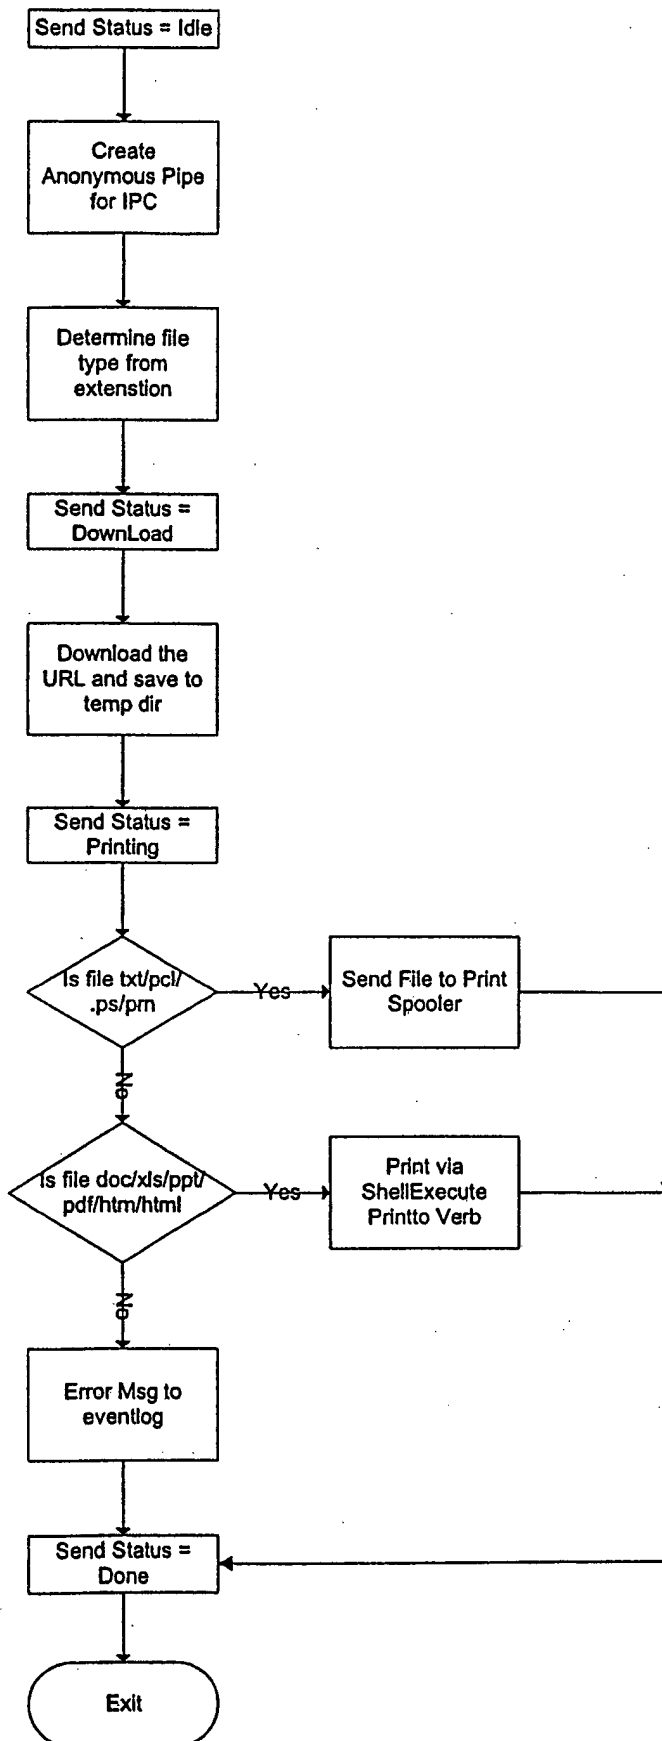 Send Status = Idle
Create
Anonymous Pipe
for IPC
Determine file
type from
extenstion
Send Status =
DownLoad
Download the
URL and save to
temp dir
Send Status =
Printing
Is file txt/pcl/
.ps/prn
Yes
Send File to Print
Spooler
No
Is file doc/xls/ppt/
pdf/htm/html
Yes
Print via
ShellExecute
Printto Verb
No
Error Msg to
eventlog
Send Status =
Done
Exit